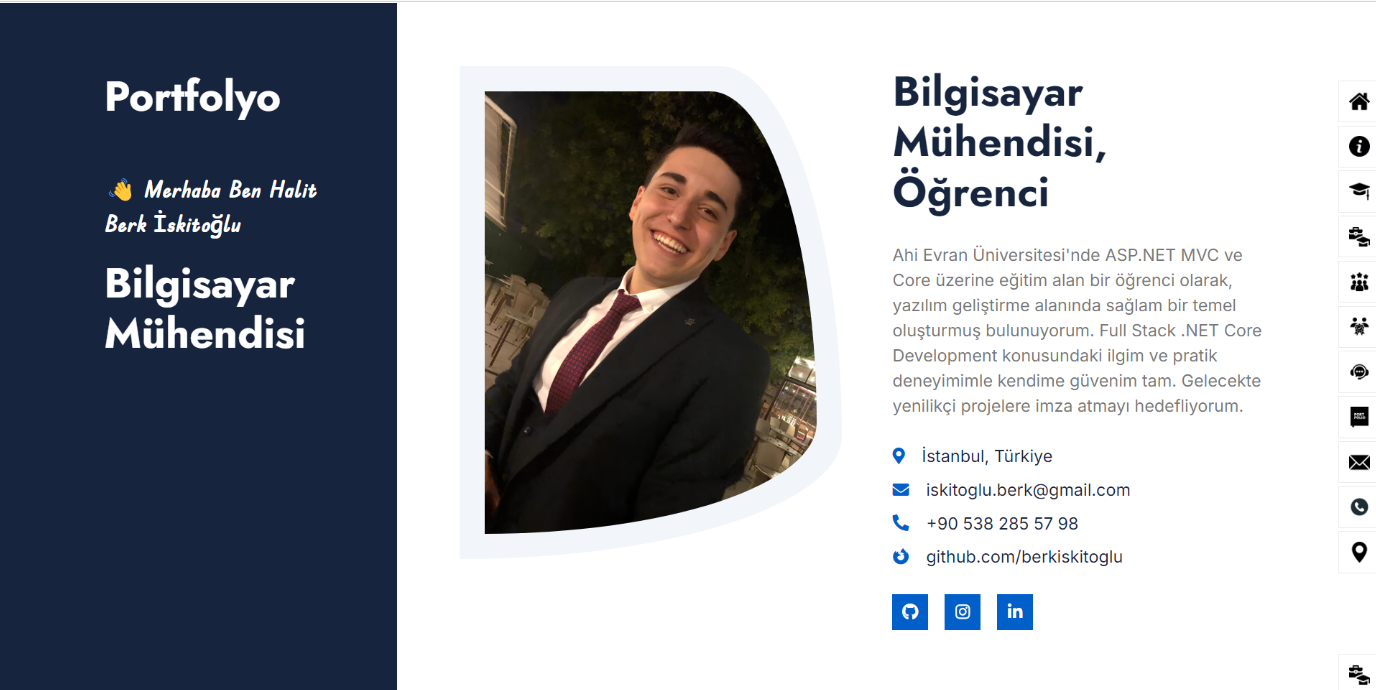 Portfolyo
👋 Merhaba Ben Halit
Berk İskitoğlu
Bilgisayar
Mühendisi
Bilgisayar
Mühendisi,
Öğrenci
Ahi Evran Üniversitesi'nde ASP.NET MVC ve
Core üzerine eğitim alan bir öğrenci olarak,
yazılım geliştirme alanında sağlam bir temel
oluşturmuş bulunuyorum. Full Stack .NET Core
Development konusundaki ilgim ve pratik
deneyimimle kendime güvenim tam. Gelecekte
yenilikçi projelere imza atmayı hedefliyorum.
İstanbul, Türkiye
iskitoglu.berk@gmail.com
+90 538 285 57 98
github.com/berkiskitoglu
in